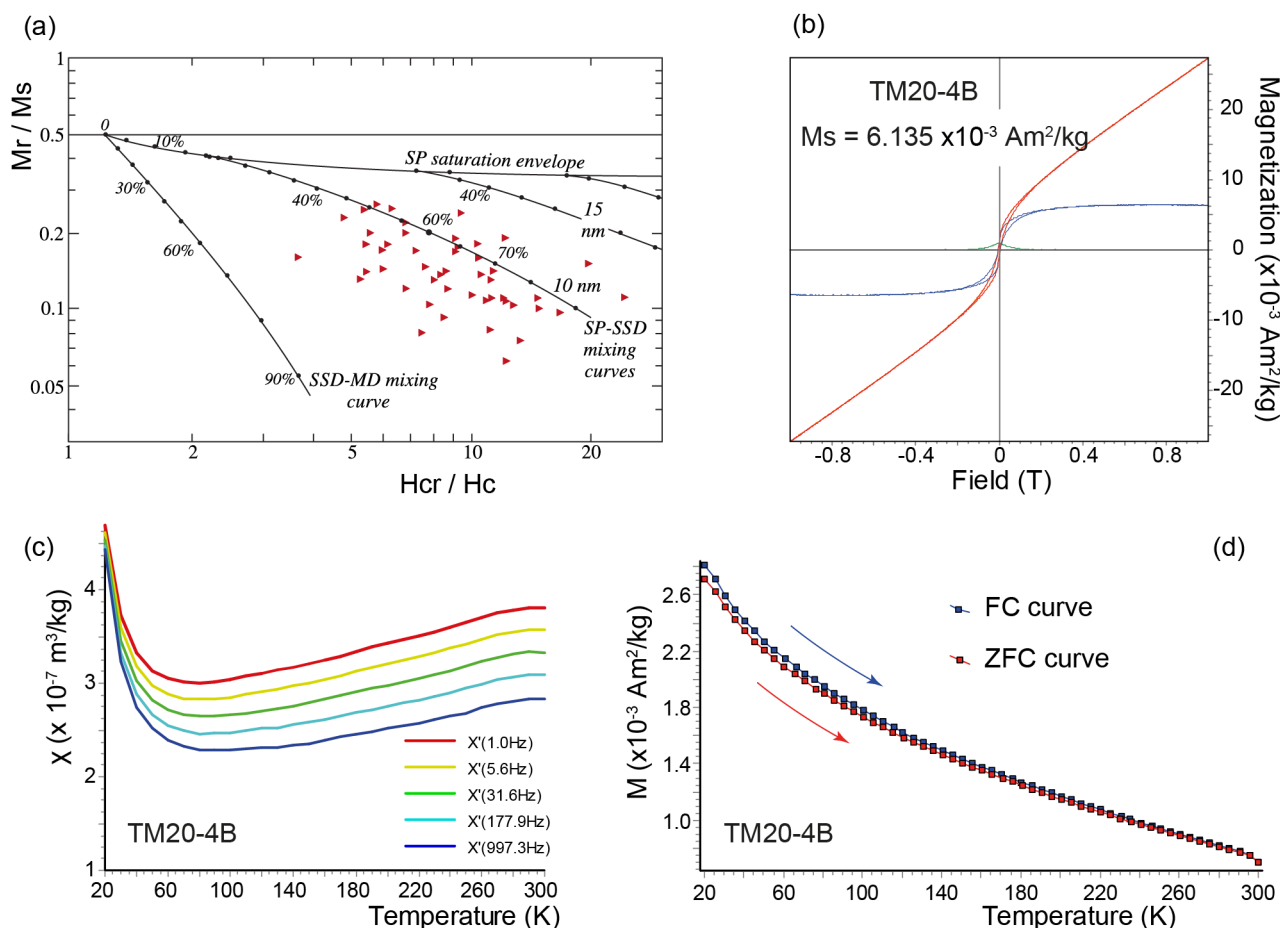 (a)
Mr / Ms
1
0.5
0.2
0.1
0.05
0
10%
30%
60%
90%
SP saturation envelope
40%
40%
15
nm
60%
70%
10 nm
SP-SSD
mixing
curves
SSD-MD mixing
curve
1
2
5
10
20
Hcr / Hc
(b)
TM20-4B
Ms = 6.135 x10-3 Am2/kg
20
10
0
-10
-20
Magnetization (x10-3 Am2/kg)
-0.8
-0.4
0
0.4
0.8
Field (T)
(c)
χ (x 10-7 m3/kg)
4
3
2
1
X'(1.0Hz)
X'(5.6Hz)
X'(31.6Hz)
X'(177.9Hz)
X'(997.3Hz)
TM20-4B
20
60
100
140
180
220
260
300
Temperature (K)
(d)
M (x10-3 Am2/kg)
2.6
2.2
1.8
1.4
1.0
FC curve
ZFC curve
TM20-4B
20
60
100
140
180
220
260
300
Temperature (K)